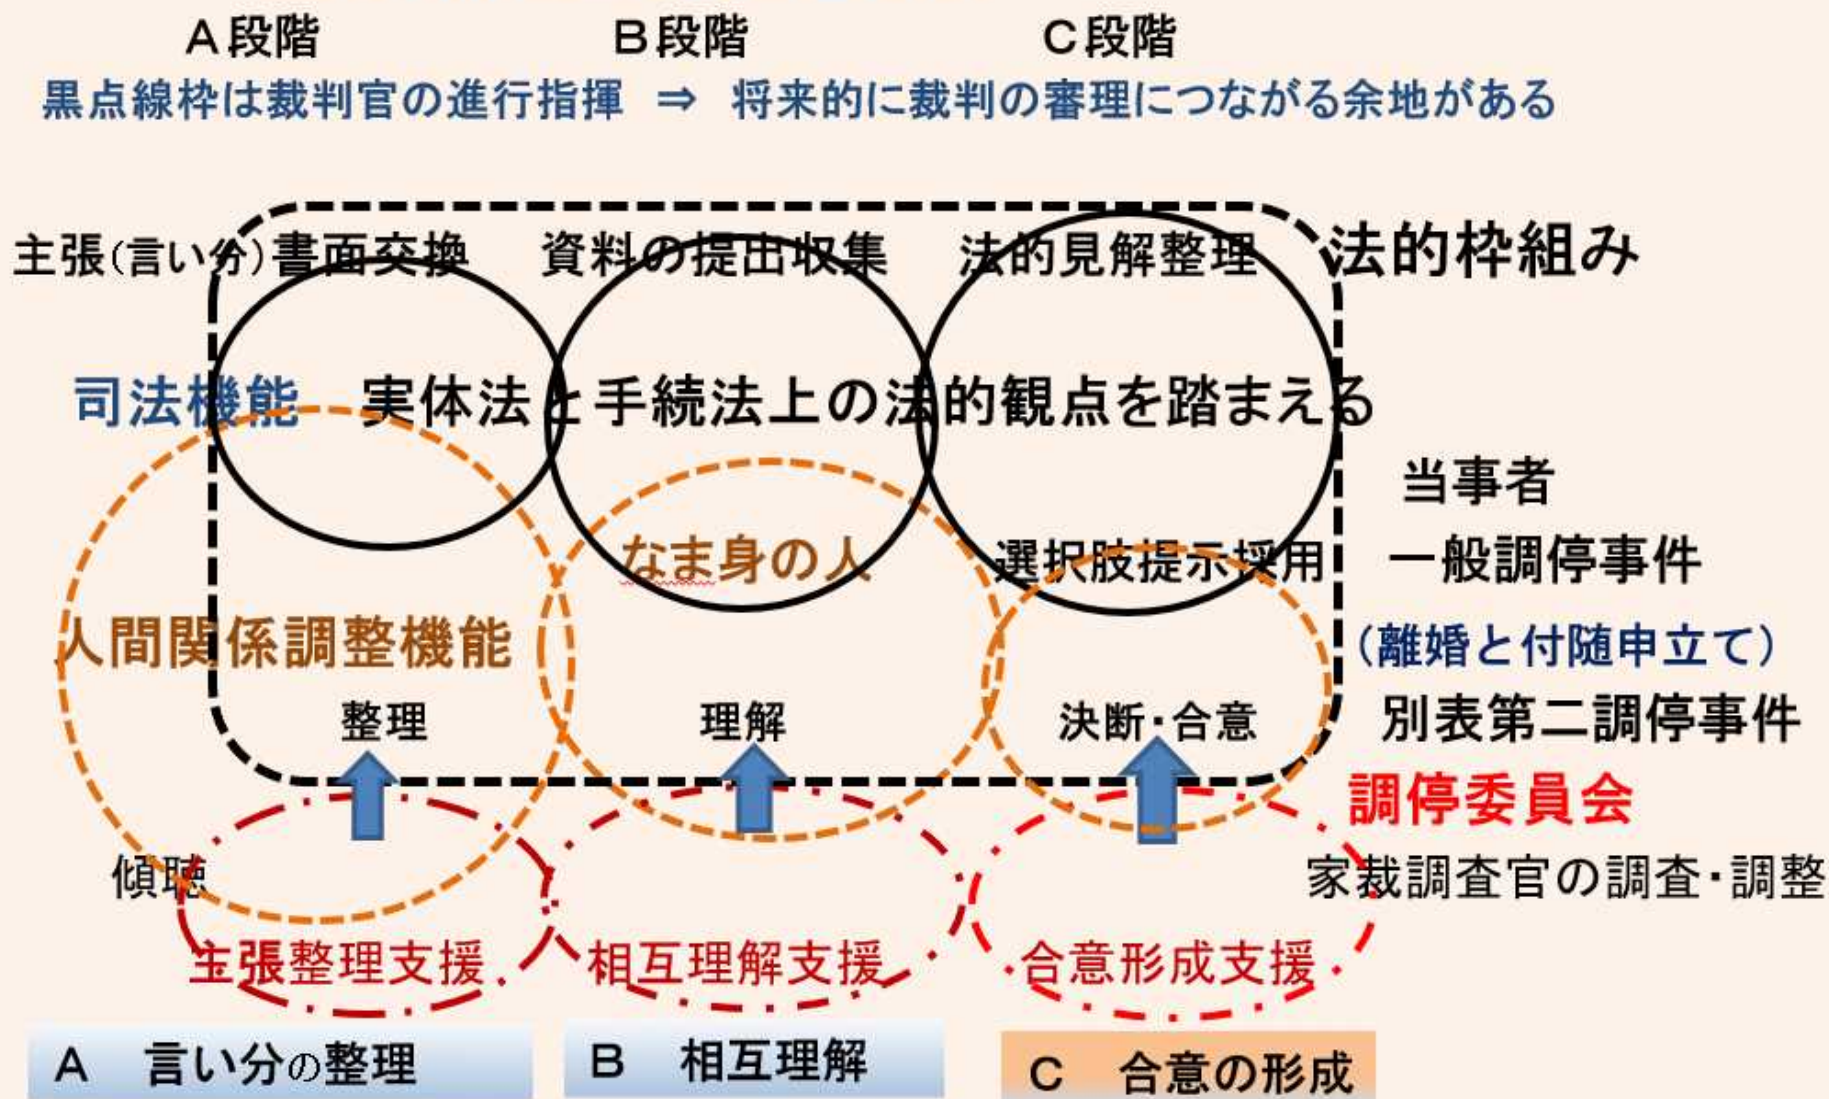 A段階　B段階　C段階
黒点線枠は裁判官の進行指揮 ⇒ 将来的に裁判の審理につながる余地がある
主張(言い分)書面交換　資料の提出収集　法的見解整理　法的枠組み
司法機能　実体法と手続法上の法的観点を踏まえる
当事者
なま身の人　選択肢提示採用　一般調停事件
人間関係調整機能　(離婚と付随申立て)
整理　理解　決断・合意　別表第二調停事件
調停委員会
傾聴　家裁調査官の調査・調整
主張整理支援　相互理解支援　合意形成支援
A　言い分の整理　B　相互理解　C　合意の形成